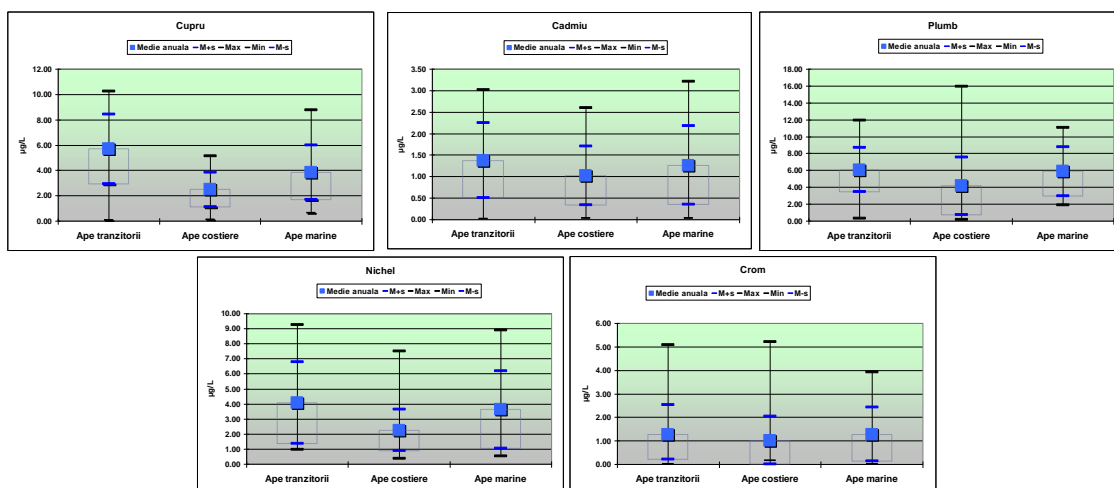 Cupru
Medie anuala M+s Max Min M-s
12.00
10.00
8.00
6.00
4.00
2.00
0.00
µg/L
Ape tranzitorii Ape costiere Ape marine
Cadmiu
Medie anuala M+s Max Min M-s
3.50
3.00
2.50
2.00
1.50
1.00
0.50
0.00
µg/L
Ape tranzitorii Ape costiere Ape marine
Plumb
Medie anuala M+s Max Min M-s
18.00
16.00
14.00
12.00
10.00
8.00
6.00
4.00
2.00
0.00
µg/L
Ape tranzitorii Ape costiere Ape marine
Nichel
Medie anuala M+s Max Min M-s
10.00
9.00
8.00
7.00
6.00
5.00
4.00
3.00
2.00
1.00
0.00
µg/L
Ape tranzitorii Ape costiere Ape marine
Crom
Medie anuala M+s Max Min M-s
6.00
5.00
4.00
3.00
2.00
1.00
0.00
µg/L
Ape tranzitorii Ape costiere Ape marine